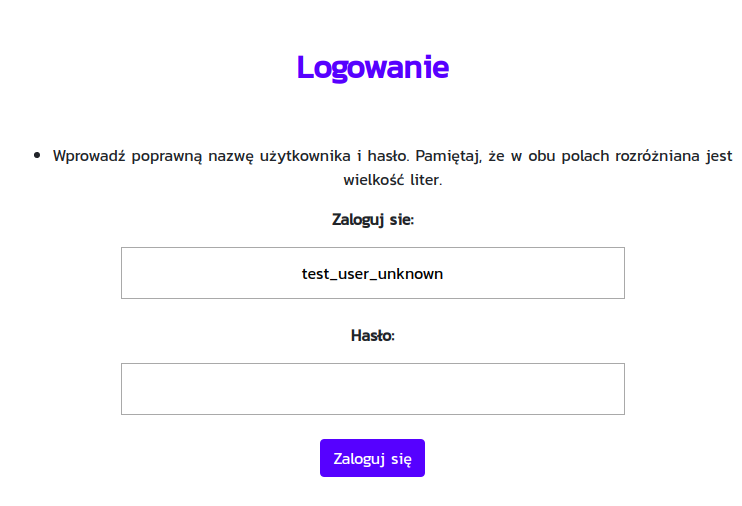 Logowanie
Wprowadź poprawną nazwę użytkownika i hasło. Pamiętaj, że w obu polach rozróżniana jest
wielkość liter.
Zaloguj sie:
test_user_unknown
Hasło:
Zaloguj się